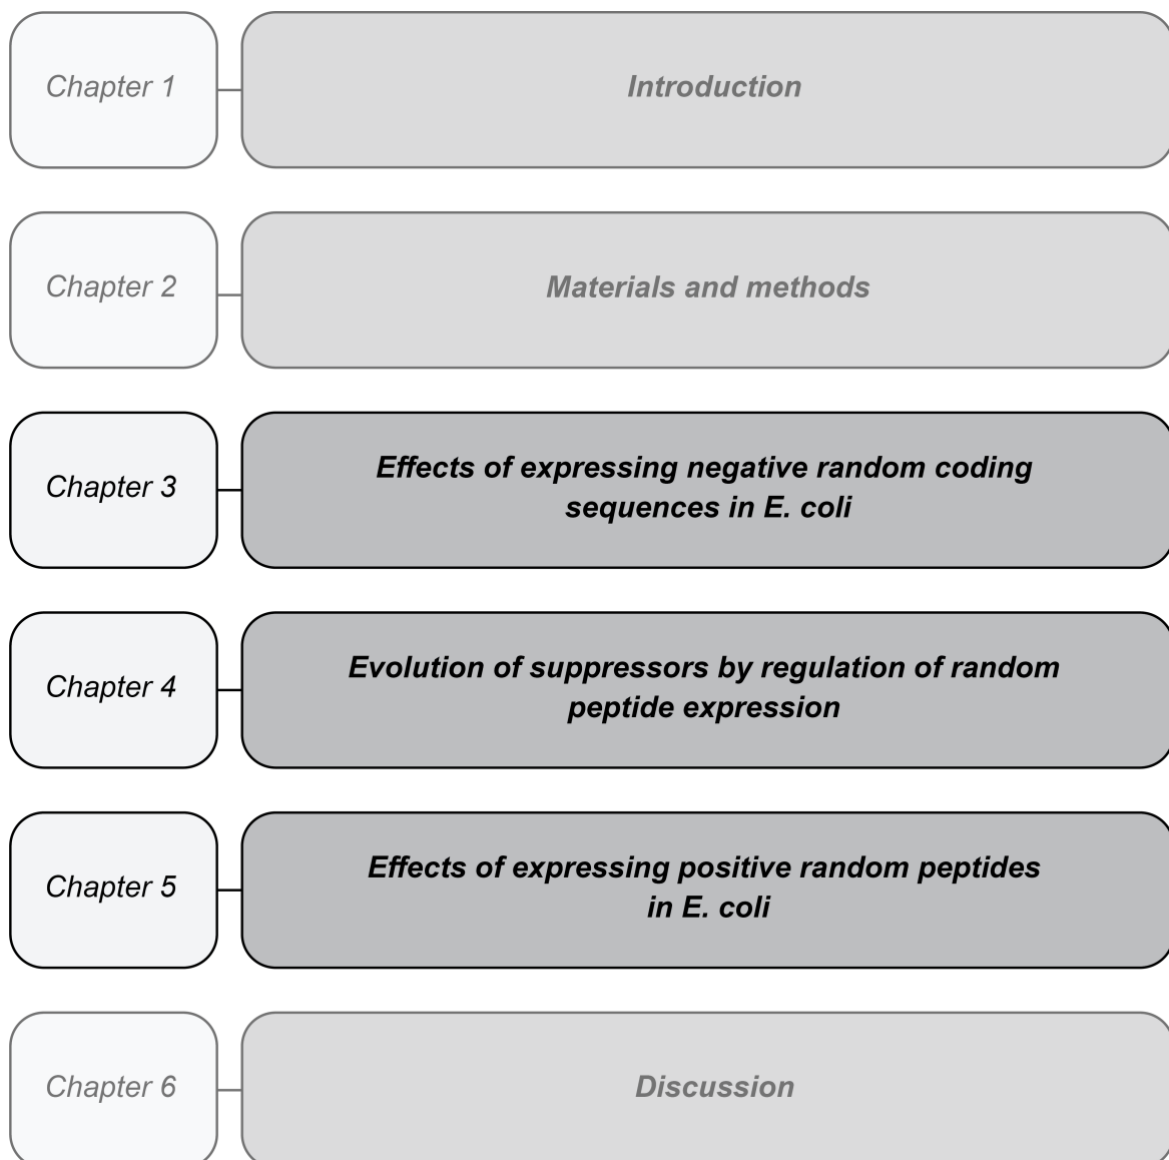 Chapter 1
Introduction
Chapter 2
Materials and methods
Chapter 3
Effects of expressing negative random coding
sequences in E. coli
Chapter 4
Evolution of suppressors by regulation of random
peptide expression
Chapter 5
Effects of expressing positive random peptides
in E. coli
Chapter 6
Discussion